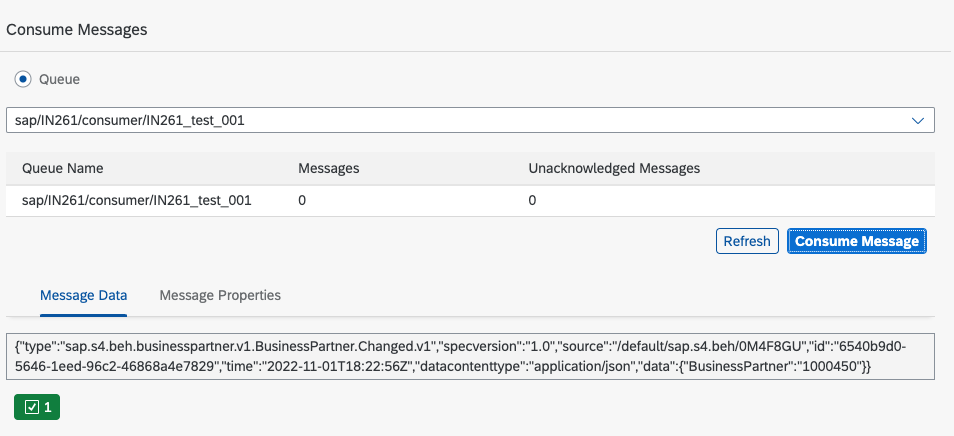 Consume Messages
Queue
sap/IN261/consumer/IN261_test_001
Queue Name Messages Unacknowledged Messages
sap/IN261/consumer/IN261_test_001 0 0
Refresh Consume Message
Message Data Message Properties
{"type":"sap.s4.beh.businesspartner.v1.BusinessPartner.Changed.v1","specversion":"1.0","source":"/default/sap.s4.beh/0M4F8GU","id":"6540b9d0-
5646-1eed-96c2-46868a4e7829","time":"2022-11-01T18:22:56Z","datacontenttype":"application/json","data":{"BusinessPartner":"1000450"}}
1